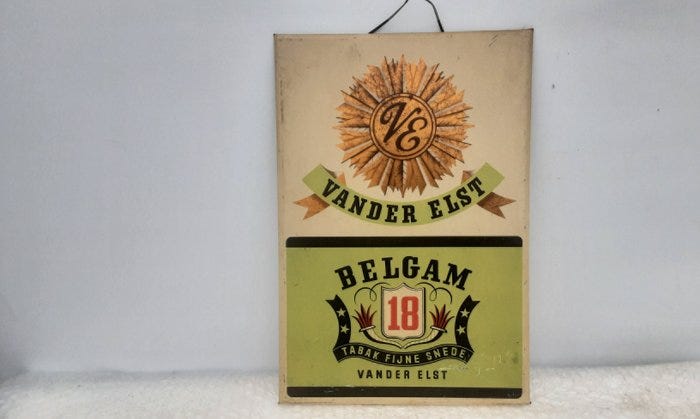 VE
VANDER ELST
BELGAM
18
TABAK FIJNE SNEDE
VANDER ELST